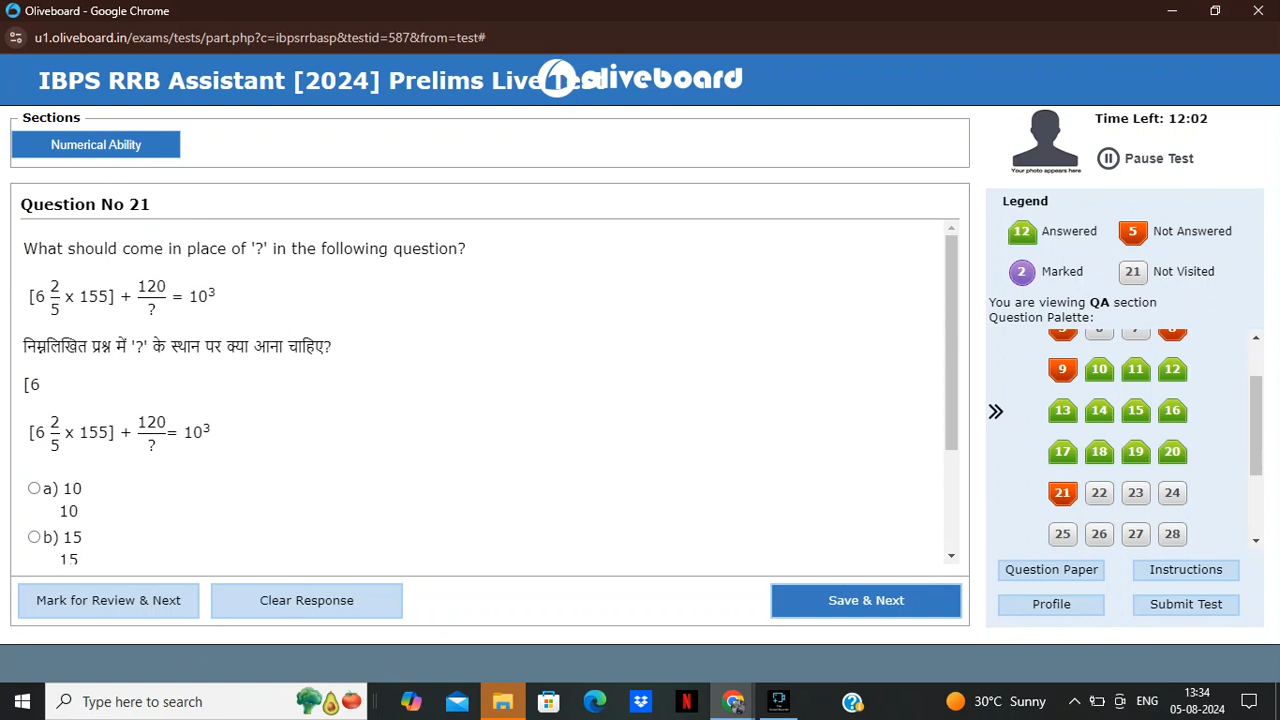 Oliveboard - Google Chrome
u1.oliveboard.in/exams/tests/part.php?c=ibpsrrbasp&testid=587&from=test#
IBPS RRB Assistant [2024] Prelims Live Test
oliveboard
Sections
Numerical Ability
Time Left: 12:02
Pause Test
Your photo appears here
Question No 21
What should come in place of '?' in the following question?
[6 2/5 x 155] + 120/? = 10³
निम्नलिखित प्रश्न में '?' के स्थान पर क्या आना चाहिए?
[6
[6 2/5 x 155] + 120/? = 10³
a) 10
10
b) 15
15
Mark for Review & Next
Clear Response
Save & Next
Legend
12 Answered
5 Not Answered
2 Marked
21 Not Visited
You are viewing QA section
Question Palette:
5 6 7 8
9 10 11 12
13 14 15 16
17 18 19 20
21 22 23 24
25 26 27 28
Question Paper
Instructions
Profile
Submit Test
Type here to search
N
30°C Sunny
ENG
13:34
05-08-2024